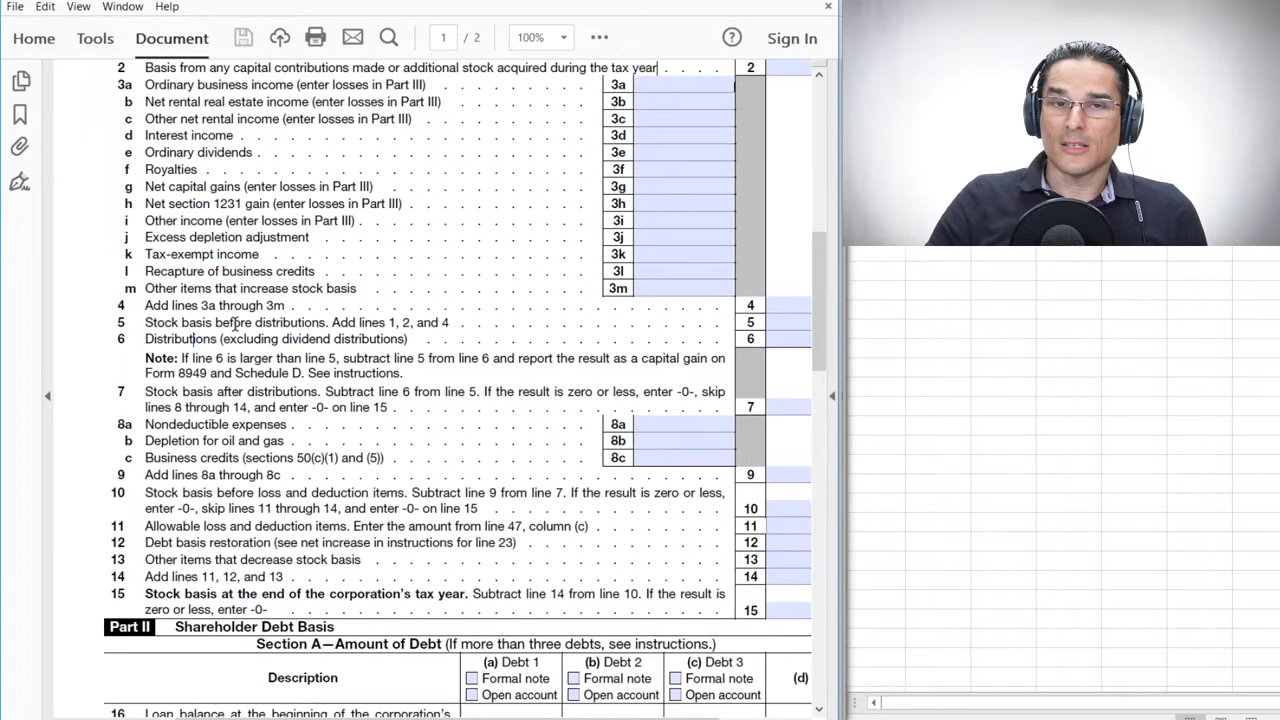 File Edit View Window Help
Home Tools Document 1 / 2 100% Sign In
2 Basis from any capital contributions made or additional stock acquired during the tax year . . . . 2
3a Ordinary business income (enter losses in Part III) . . . . . . . . . 3a
b Net rental real estate income (enter losses in Part III) . . . . . . . . 3b
c Other net rental income (enter losses in Part III) . . . . . . . . . . 3c
d Interest income . . . . . . . . . . . . . . . . . . . 3d
e Ordinary dividends . . . . . . . . . . . . . . . . . . 3e
f Royalties . . . . . . . . . . . . . . . . . . . . . 3f
g Net capital gains (enter losses in Part III) . . . . . . . . . . . 3g
h Net section 1231 gain (enter losses in Part III) . . . . . . . . . . 3h
i Other income (enter losses in Part III) . . . . . . . . . . . . . 3i
j Excess depletion adjustment . . . . . . . . . . . . . . . 3j
k Tax-exempt income . . . . . . . . . . . . . . . . . . 3k
l Recapture of business credits . . . . . . . . . . . . . . . 3l
m Other items that increase stock basis . . . . . . . . . . . . 3m
4 Add lines 3a through 3m . . . . . . . . . . . . . . . . . . . . . . . . 4
5 Stock basis before distributions. Add lines 1, 2, and 4 . . . . . . . . . . . . . . . . 5
6 Distributions (excluding dividend distributions) . . . . . . . . . . . . . . . . . . 6
Note: If line 6 is larger than line 5, subtract line 5 from line 6 and report the result as a capital gain on
Form 8949 and Schedule D. See instructions.
7 Stock basis after distributions. Subtract line 6 from line 5. If the result is zero or less, enter -0-, skip
lines 8 through 14, and enter -0- on line 15 . . . . . . . . . . . . . . . . . . . 7
8a Nondeductible expenses . . . . . . . . . . . . . . . . 8a
b Depletion for oil and gas . . . . . . . . . . . . . . . . 8b
c Business credits (sections 50(c)(1) and (5)) . . . . . . . . . . . 8c
9 Add lines 8a through 8c . . . . . . . . . . . . . . . . . . . . . . . . 9
10 Stock basis before loss and deduction items. Subtract line 9 from line 7. If the result is zero or less,
enter -0-, skip lines 11 through 14, and enter -0- on line 15 . . . . . . . . . . . . . . 10
11 Allowable loss and deduction items. Enter the amount from line 47, column (c) . . . . . . . . 11
12 Debt basis restoration (see net increase in instructions for line 23) . . . . . . . . . . . . 12
13 Other items that decrease stock basis . . . . . . . . . . . . . . . . . . . . 13
14 Add lines 11, 12, and 13 . . . . . . . . . . . . . . . . . . . . . . . . 14
15 Stock basis at the end of the corporation's tax year. Subtract line 14 from line 10. If the result is
zero or less, enter -0- . . . . . . . . . . . . . . . . . . . . . . . . . 15
Part II Shareholder Debt Basis
Section A—Amount of Debt (If more than three debts, see instructions.)
Description (a) Debt 1 (b) Debt 2 (c) Debt 3 (d)
Formal note Formal note Formal note
Open account Open account Open account
16 Loan balance at the beginning of the corporation's